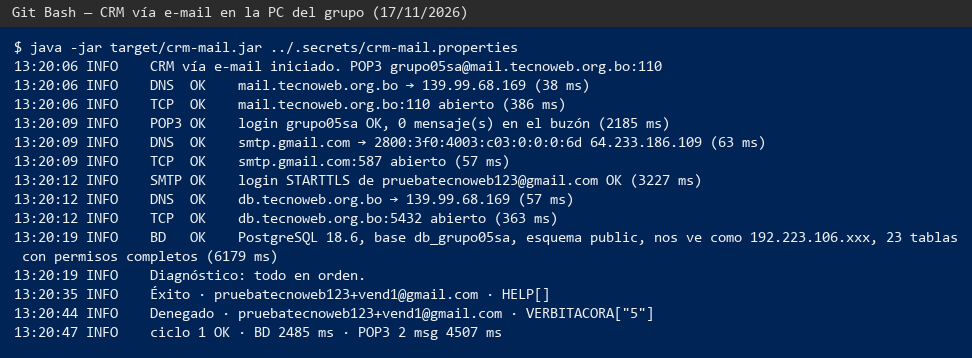 Git Bash — CRM vía e-mail en la PC del grupo (17/11/2026)
$ java -jar target/crm-mail.jar ../.secrets/crm-mail.properties
13:20:06 INFO    CRM vía e-mail iniciado. POP3 grupo05sa@mail.tecnoweb.org.bo:110
13:20:06 INFO    DNS  OK    mail.tecnoweb.org.bo → 139.99.68.169 (38 ms)
13:20:06 INFO    TCP  OK    mail.tecnoweb.org.bo:110 abierto (386 ms)
13:20:09 INFO    POP3 OK    login grupo05sa OK, 0 mensaje(s) en el buzón (2185 ms)
13:20:09 INFO    DNS  OK    smtp.gmail.com → 2800:3f0:4003:c03:0:0:0:6d 64.233.186.109 (63 ms)
13:20:09 INFO    TCP  OK    smtp.gmail.com:587 abierto (57 ms)
13:20:12 INFO    SMTP OK    login STARTTLS de pruebatecnoweb123@gmail.com OK (3227 ms)
13:20:12 INFO    DNS  OK    db.tecnoweb.org.bo → 139.99.68.169 (57 ms)
13:20:12 INFO    TCP  OK    db.tecnoweb.org.bo:5432 abierto (363 ms)
13:20:19 INFO    BD   OK    PostgreSQL 18.6, base db_grupo05sa, esquema public, nos ve como 192.223.106.xxx, 23 tablas
con permisos completos (6179 ms)
13:20:19 INFO    Diagnóstico: todo en orden.
13:20:35 INFO    Éxito · pruebatecnoweb123+vend1@gmail.com · HELP[]
13:20:44 INFO    Denegado · pruebatecnoweb123+vend1@gmail.com · VERBITACORA["5"]
13:20:47 INFO    ciclo 1 OK · BD 2485 ms · POP3 2 msg 4507 ms